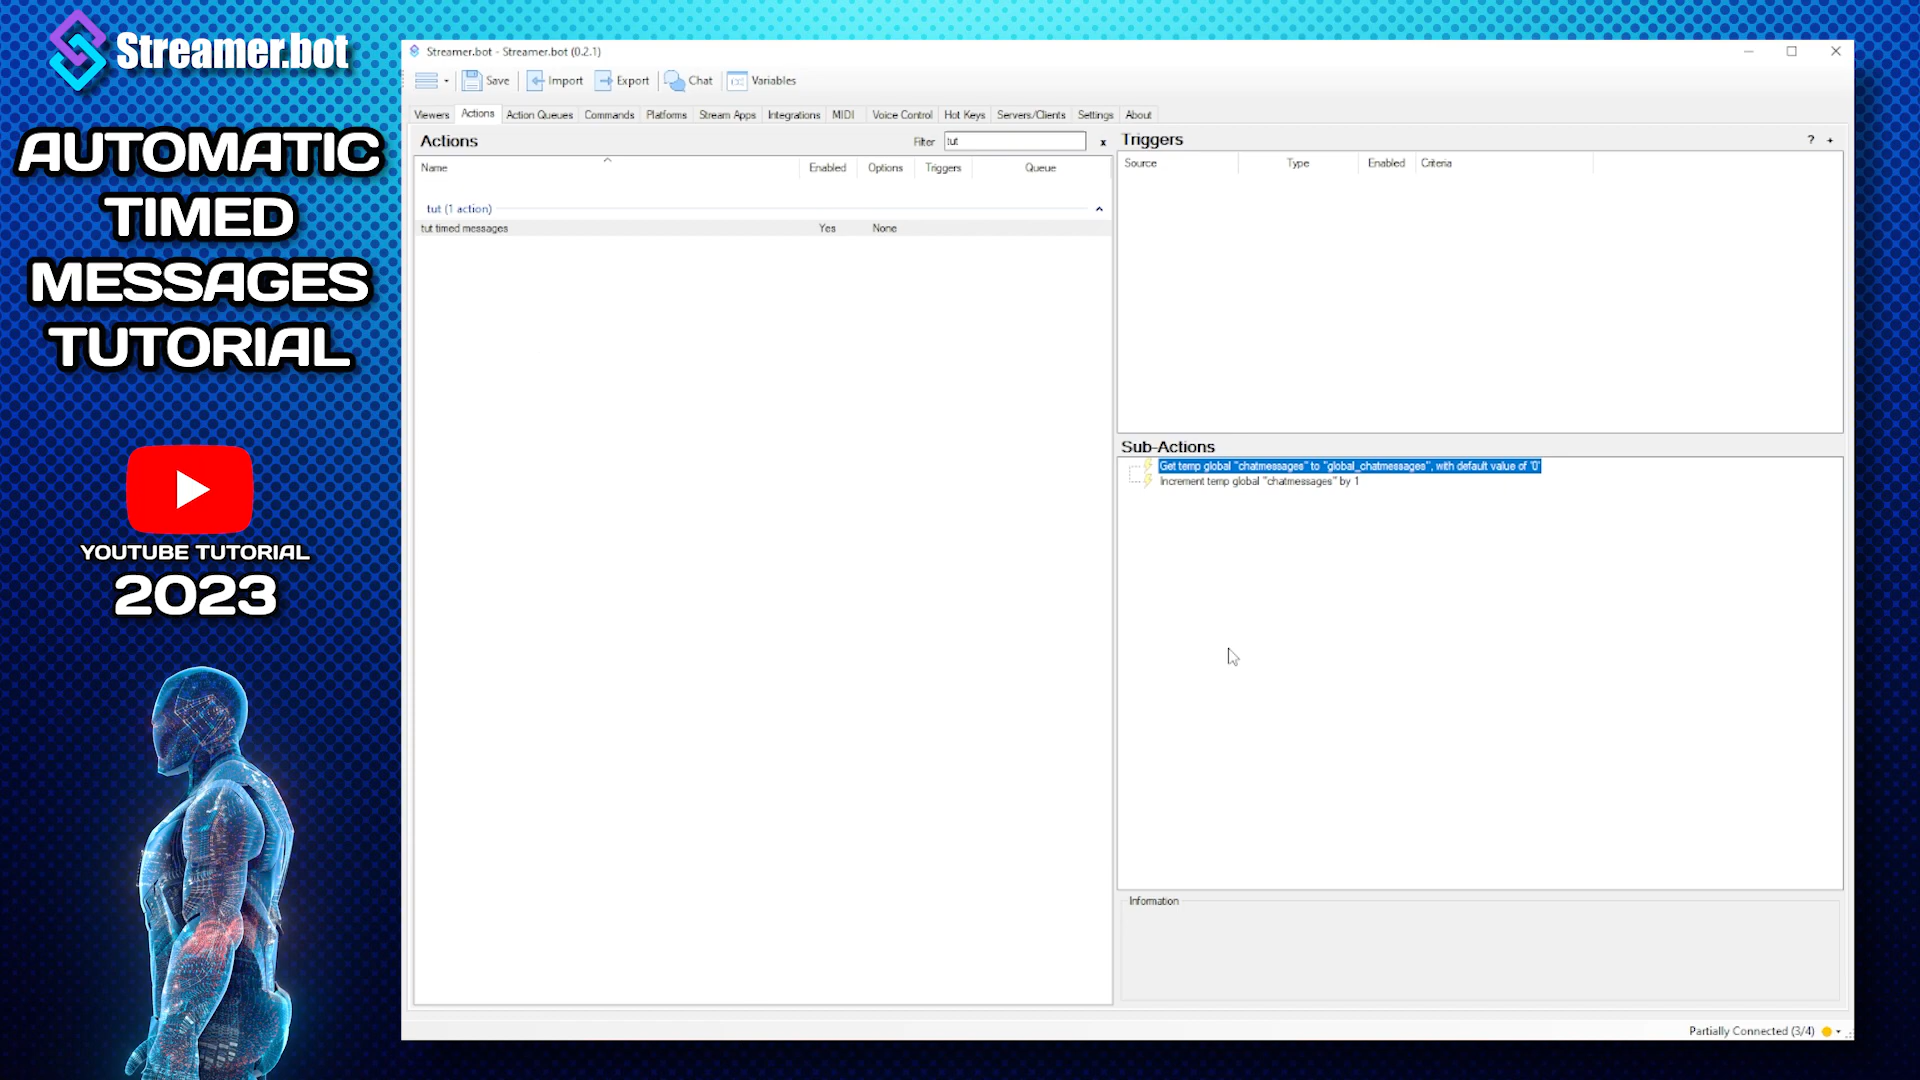 Streamer.bot
AUTOMATIC
TIMED
MESSAGES
TUTORIAL
YOUTUBE TUTORIAL
2023
Streamer.bot - Streamer.bot (0.2.1)
Save Import Export Chat Variables
Viewers Actions Action Queues Commands Platforms Stream Apps Integrations MIDI Voice Control Hot Keys Servers/Clients Settings About
Actions Filter tut x
Name Enabled Options Triggers Queue
tut (1 action)
tut timed messages Yes None
Triggers ? +
Source Type Enabled Criteria
Sub-Actions
Get temp global "chatmessages" to "global_chatmessages", with default value of '0'
Increment temp global "chatmessages" by 1
Information
Partially Connected (3/4)